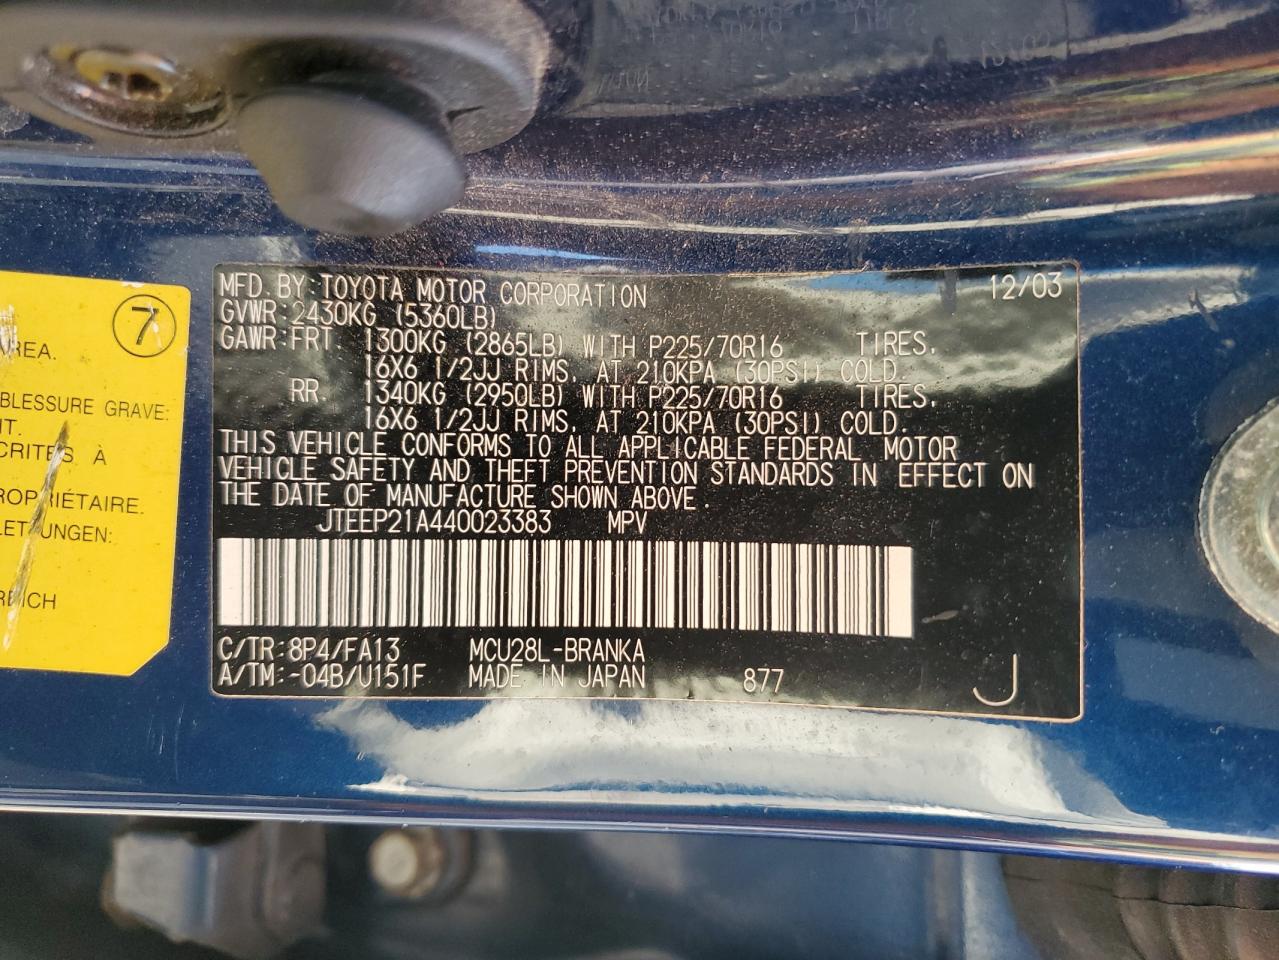 MFD. BY: TOYOTA MOTOR CORPORATION 12/03
GVWR: 2430KG (5360LB)
GAWR: FRT. 1300KG (2865LB) WITH P225/70R16 TIRES,
16X6 1/2JJ RIMS, AT 210KPA (30PSI) COLD.
RR. 1340KG (2950LB) WITH P225/70R16 TIRES,
16X6 1/2JJ RIMS, AT 210KPA (30PSI) COLD.
THIS VEHICLE CONFORMS TO ALL APPLICABLE FEDERAL MOTOR
VEHICLE SAFETY AND THEFT PREVENTION STANDARDS IN EFFECT ON
THE DATE OF MANUFACTURE SHOWN ABOVE.
JTEEP21A440023383 MPV
C/TR: 8P4/FA13 MCU28L-BRANKA
A/TM: -04B/U151F MADE IN JAPAN 877 J
7
REA.
BLESSURE GRAVE:
T.
CRITES À
ROPRIÉTAIRE.
LETZUNGEN:
REICH